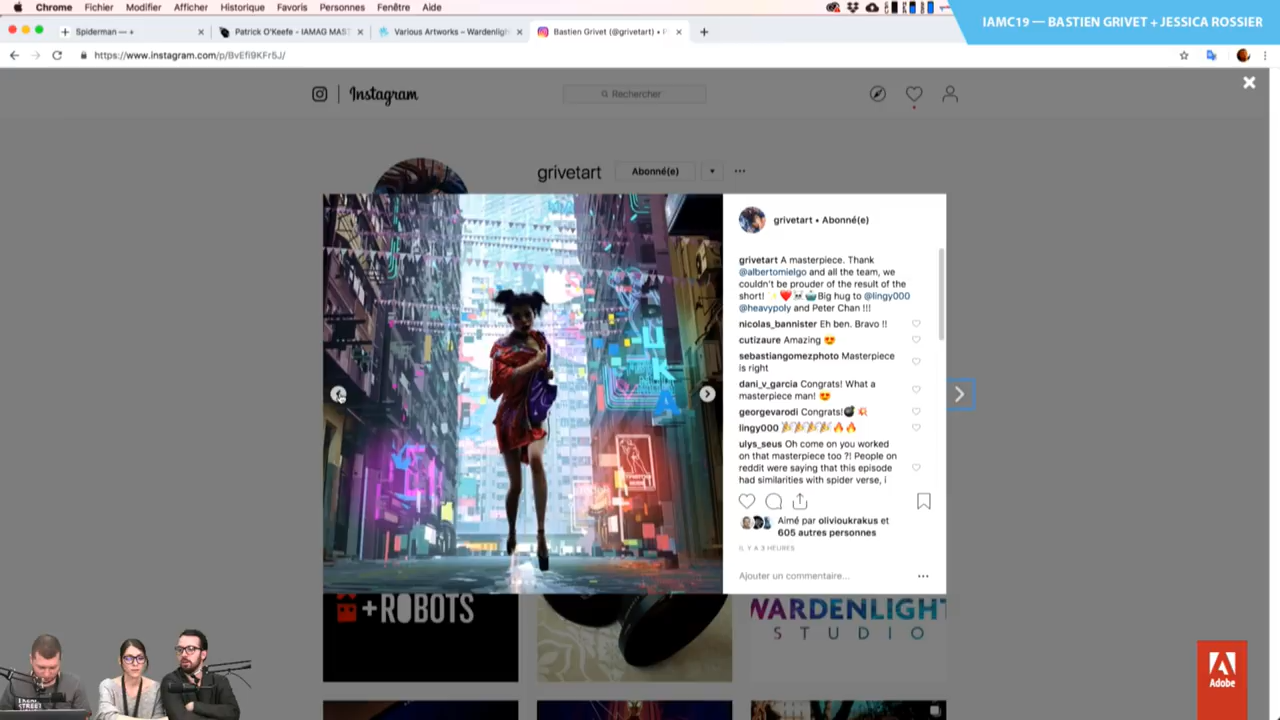 Chrome Fichier Modifier Afficher Historique Favoris Personnes Fenêtre Aide
IAMC19 — BASTIEN GRIVET + JESSICA ROSSIER
Spiderman — +
Patrick O'Keefe - IAMAG MAS
Various Artworks – Wardenligh
Bastien Grivet (@grivetart) •
https://www.instagram.com/p/BvEfi9KFr5J/
Instagram
Rechercher
grivetart
Abonné(e)
grivetart • Abonné(e)
grivetart A masterpiece. Thank
@albertomielgo and all the team, we
couldn't be prouder of the result of the
short! ✨❤️☠️🤖Big hug to @lingy000
@heavypoly and Peter Chan !!!
nicolas_bannister Eh ben. Bravo !!
cutizaure Amazing 😍
sebastiangomezphoto Masterpiece
is right
dani_v_garcia Congrats! What a
masterpiece man! 😍
georgevarodi Congrats!💣💥
lingy000 🎉🎉🎉🎉🔥🔥
ulys_seus Oh come on you worked
on that masterpiece too ?! People on
reddit were saying that this episode
had similarities with spider verse, i
Aimé par olivioukrakus et
605 autres personnes
IL Y A 3 HEURES
Ajouter un commentaire...
+ROBOTS
WARDENLIGHT
STUDIO
Adobe